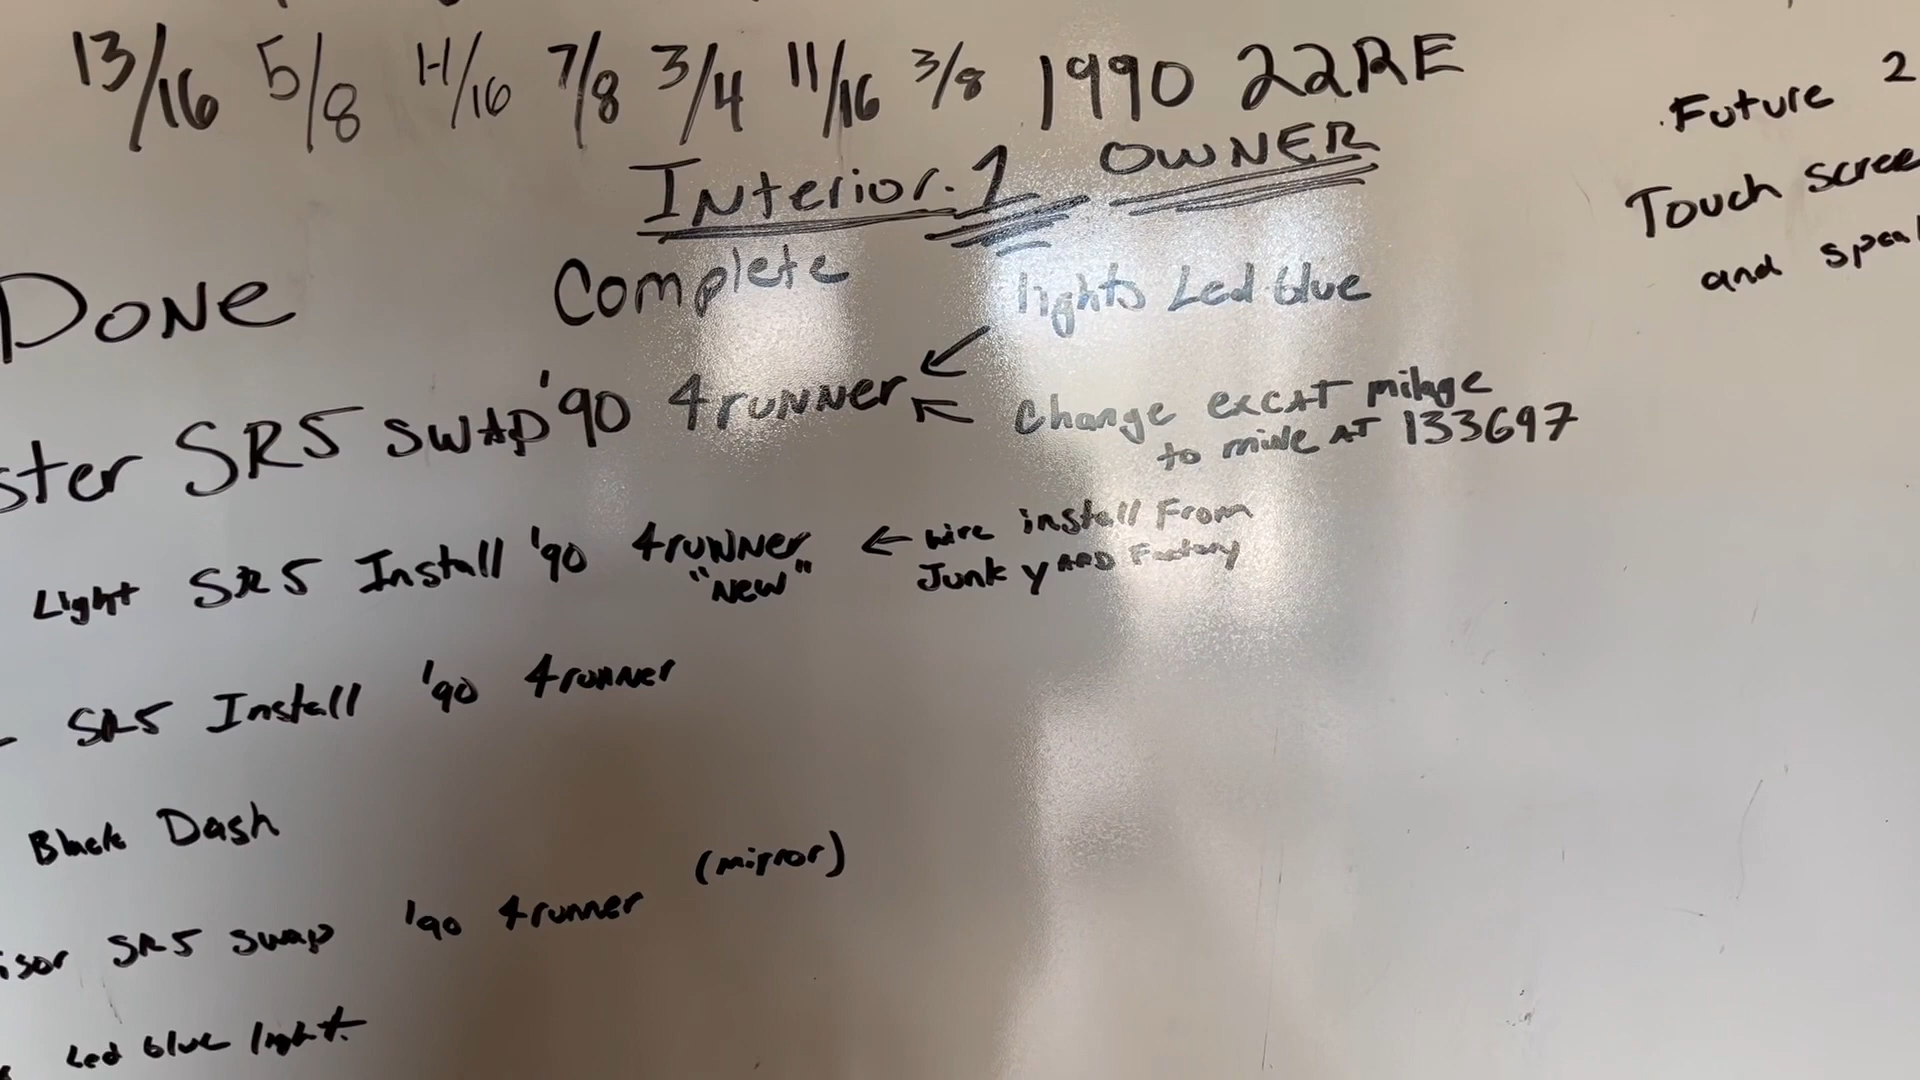 13/16 5/8 11/16 7/8 3/4 11/16 3/8 1990 22RE
Interior. 1 OWNER
DONE
Complete
lights Led blue
ster SR5 swap '90 4runner
Change excat milage
to mine AT 133697
Light SR5 Install '90 4runner
"New"
wire install From
Junk yARD Factory
SR5 Install '90 4runner
Black Dash
isor SR5 swap '90 4runner (mirror)
Led blue light
Future 2
Touch scree
and spea